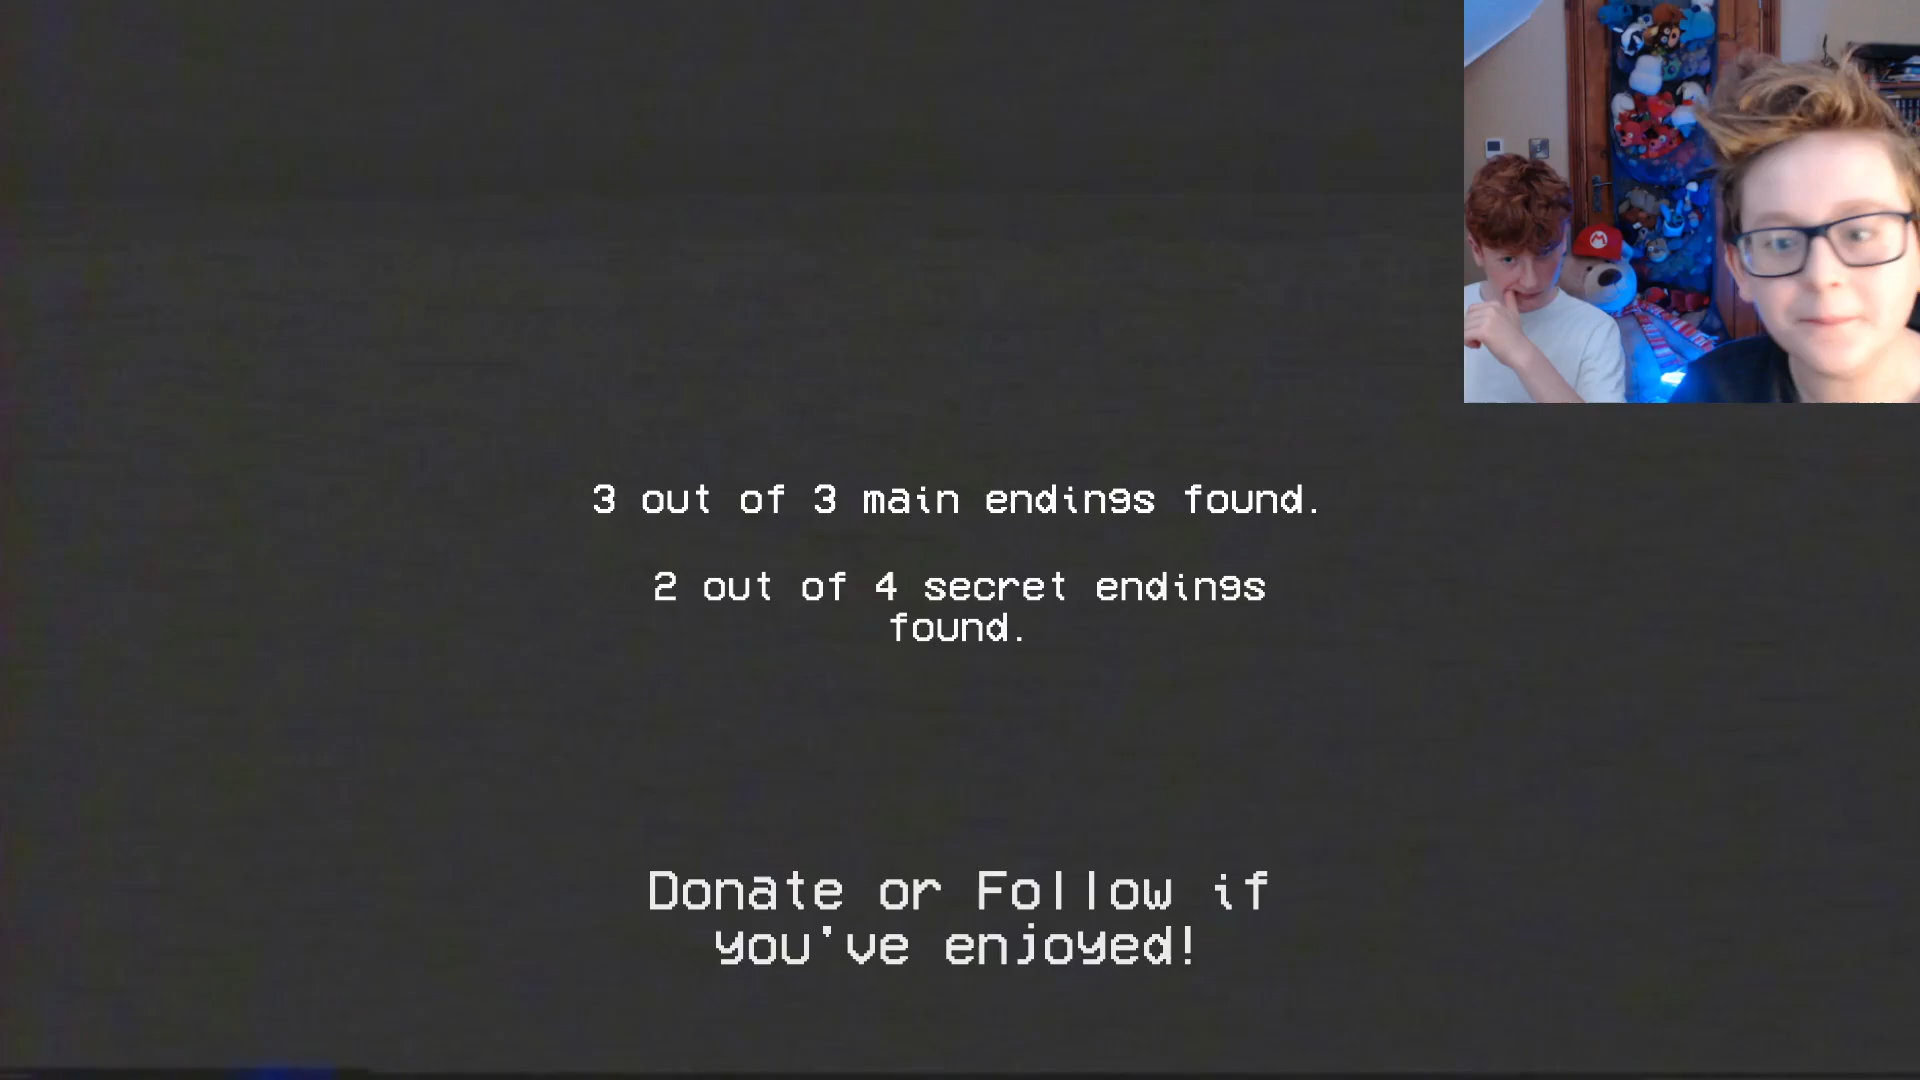 3 out of 3 main endings found.
2 out of 4 secret endings
found.
Donate or Follow if
you've enjoyed!
M